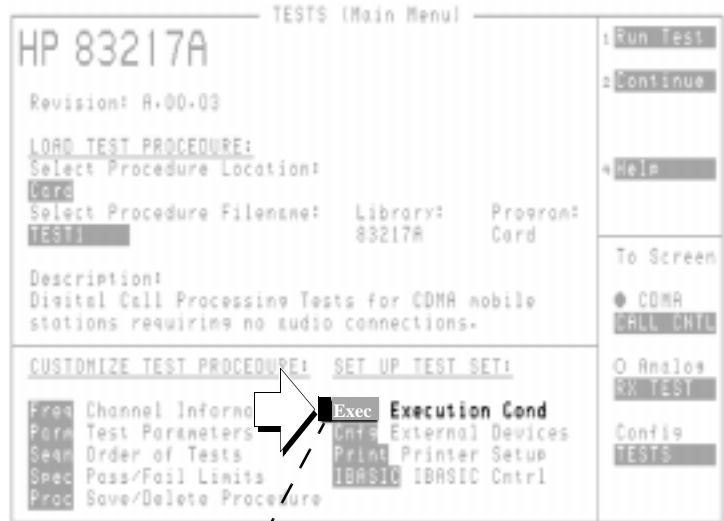 TESTS (Main Menu)
HP 83217A
Revision: A.00.03
LOAD TEST PROCEDURE:
Select Procedure Location:
Card
Select Procedure Filename: Library: Program:
TEST1 83217A Card
Description:
Digital Call Processing Tests for CDMA mobile
stations requiring no audio connections.
CUSTOMIZE TEST PROCEDURE: SET UP TEST SET:
Freq Channel Informa Exec Execution Cond
Parm Test Parameters Cnfg External Devices
Seqn Order of Tests Print Printer Setup
Spec Pass/Fail Limits IBASIC IBASIC Cntrl
Proc Save/Delete Procedure
1 Run Test
2 Continue
4 Help
To Screen
CDMA
CALL CNTL
Analog
RX TEST
Config
TESTS